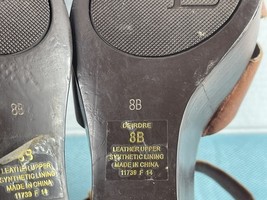 8B
8B
DEIRDRE
8B
LEATHER UPPER
SYNTHETIC LINING
MADE IN CHINA
11739 F 14
LEATHER UPPER
SYNTHETIC LINING
MADE IN CHINA
11739 F 14